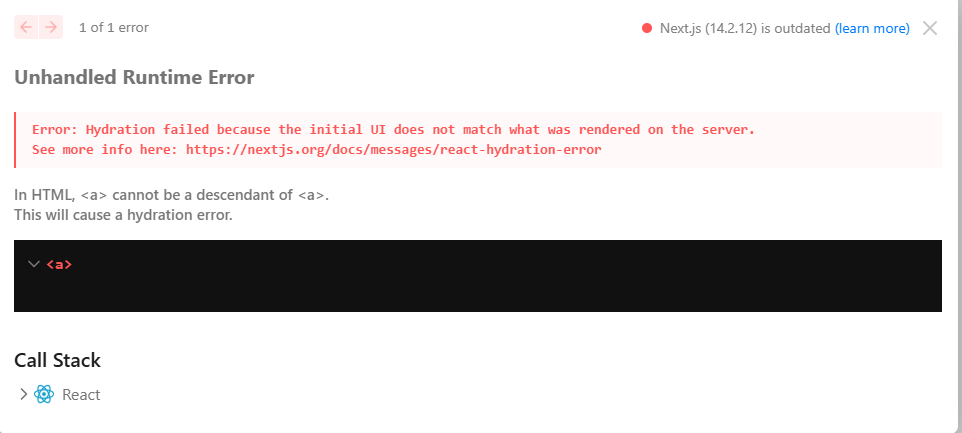 1 of 1 error
Next.js (14.2.12) is outdated (learn more)
Unhandled Runtime Error
Error: Hydration failed because the initial UI does not match what was rendered on the server.
See more info here: https://nextjs.org/docs/messages/react-hydration-error
In HTML, <a> cannot be a descendant of <a>.
This will cause a hydration error.
<a>
Call Stack
React